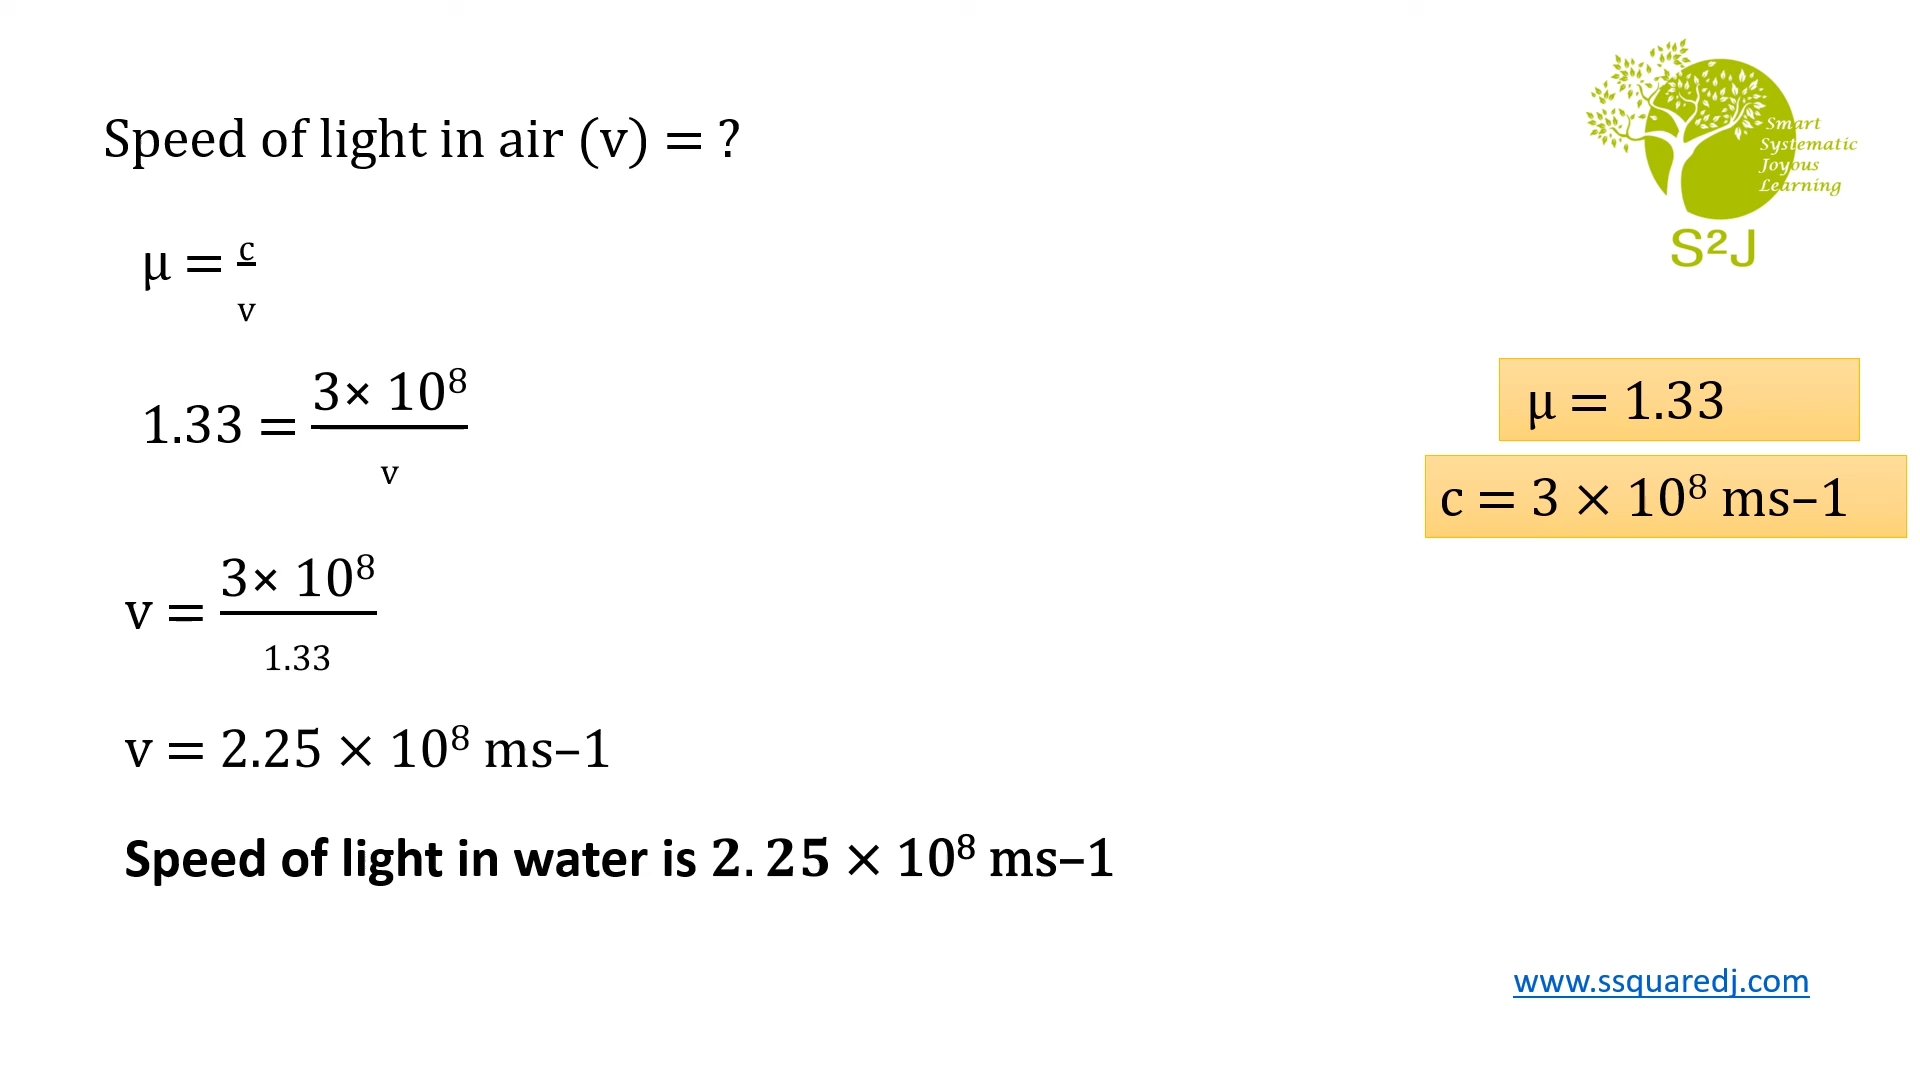 Speed of light in air (v) = ?
Smart
Systematic
Joyous
Learning
S²J
μ = c/v
1.33 = 3× 10⁸/v
μ = 1.33
c = 3 × 10⁸ ms–1
v = 3× 10⁸/1.33
v = 2.25 × 10⁸ ms–1
Speed of light in water is 2. 25 × 10⁸ ms–1
www.ssquaredj.com